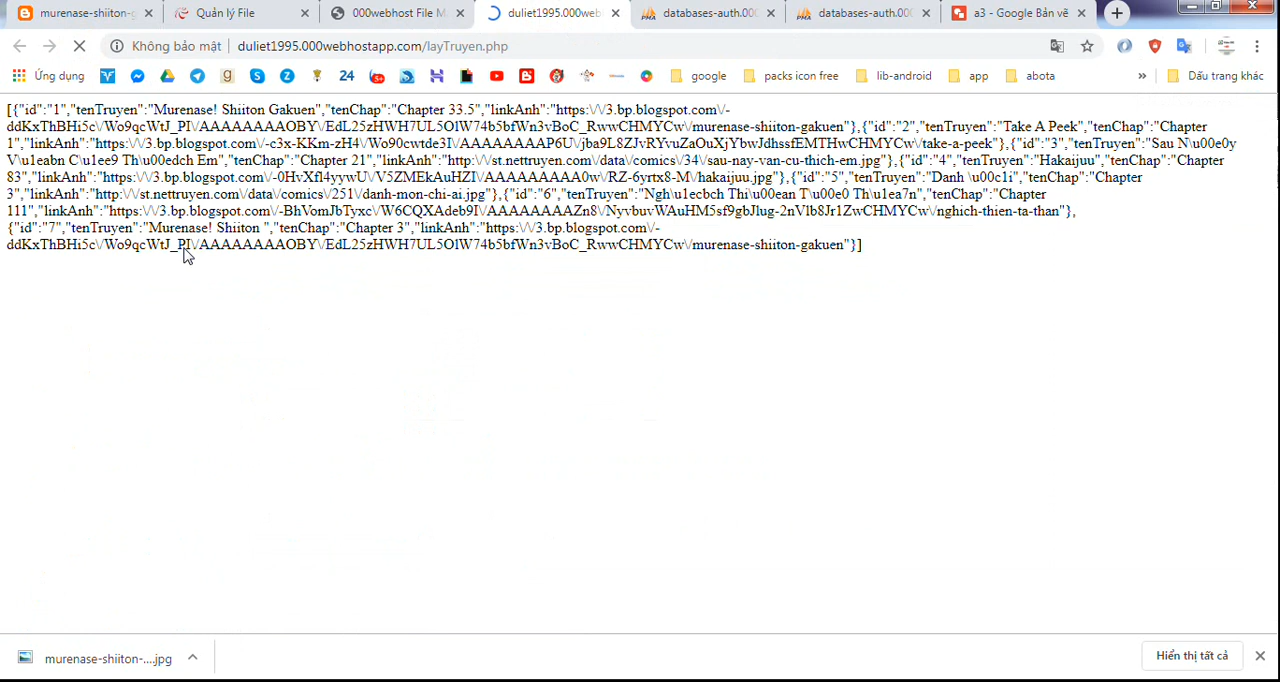 murenase-shiiton-g
Quản lý File
000webhost File M
duliet1995.000web
databases-auth.000
databases-auth.000
a3 - Google Bản vẽ
Không bảo mật | duliet1995.000webhostapp.com/layTruyen.php
Ứng dụng
24
google
packs icon free
lib-android
app
abota
»
Dấu trang khác
[{"id":"1","tenTruyen":"Murenase! Shiiton Gakuen","tenChap":"Chapter 33.5","linkAnh":"https:\/\/3.bp.blogspot.com\/-
ddKxThBHi5c\/Wo9qcWtJ_PI\/AAAAAAAAOBY\/EdL25zHWH7UL5OlW74b5bfWn3vBoC_RwwCHMYCw\/murenase-shiiton-gakuen"},{"id":"2","tenTruyen":"Take A Peek","tenChap":"Chapter
1","linkAnh":"https:\/\/3.bp.blogspot.com\/-c3x-KKm-zH4\/Wo90cwtde3I\/AAAAAAAAP6U\/jba9L8ZJvRYvuZaOuXjYbwJdhssfEMTHwCHMYCw\/take-a-peek"},{"id":"3","tenTruyen":"Sau N\u00e0y
V\u1eabn C\u1ee9 Th\u00edch Em","tenChap":"Chapter 21","linkAnh":"http:\/\/st.nettruyen.com\/data\/comics\/34\/sau-nay-van-cu-thich-em.jpg"},{"id":"4","tenTruyen":"Hakaijuu","tenChap":"Chapter
83","linkAnh":"https:\/\/3.bp.blogspot.com\/-0HvXfl4yywU\/V5ZMEkAuHZI\/AAAAAAAAA0w\/RZ-6yrtx8-M\/hakaijuu.jpg"},{"id":"5","tenTruyen":"Danh \u00c1i","tenChap":"Chapter
3","linkAnh":"http:\/\/st.nettruyen.com\/data\/comics\/251\/danh-mon-chi-ai.jpg"},{"id":"6","tenTruyen":"Ngh\u1ecbch Thi\u00ean T\u00e0 Th\u1ea7n","tenChap":"Chapter
111","linkAnh":"https:\/\/3.bp.blogspot.com\/-BhVomJbTyxc\/W6CQXAdeb9I\/AAAAAAAAZn8\/NyvbuvWAuHM5sf9gbJlug-2nVlb8Jr1ZwCHMYCw\/nghich-thien-ta-than"},
{"id":"7","tenTruyen":"Murenase! Shiiton ","tenChap":"Chapter 3","linkAnh":"https:\/\/3.bp.blogspot.com\/-
ddKxThBHi5c\/Wo9qcWtJ_PI\/AAAAAAAAOBY\/EdL25zHWH7UL5OlW74b5bfWn3vBoC_RwwCHMYCw\/murenase-shiiton-gakuen"}]
murenase-shiiton-....jpg
Hiển thị tất cả